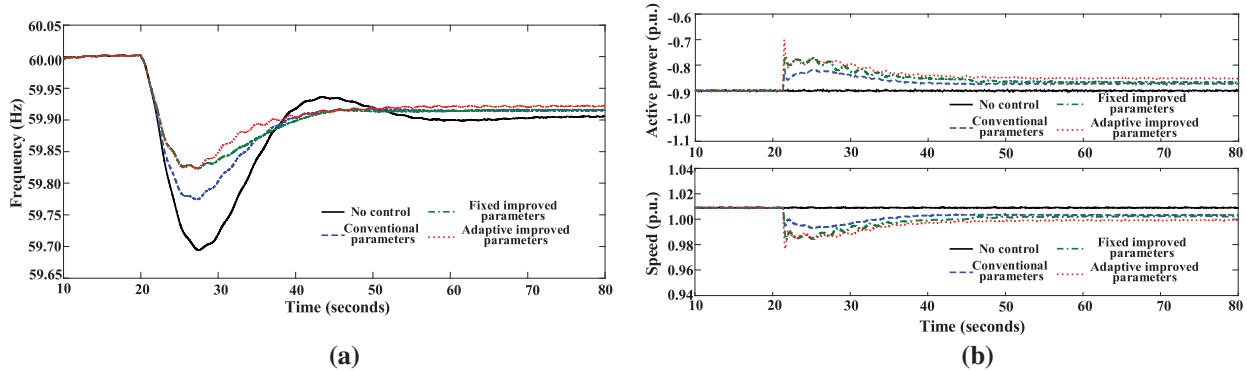 60.05
60.00
59.95
59.90
59.85
59.80
59.75
59.70
59.65
Frequency (Hz)
No control
Conventional parameters
Fixed improved parameters
Adaptive improved parameters
10 20 30 40 50 60 70 80
Time (seconds)
(a)
-0.6
-0.7
-0.8
-0.9
-1.0
-1.1
Active power (p.u.)
No control
Conventional parameters
Fixed improved parameters
Adaptive improved parameters
10 20 30 40 50 60 70 80
1.04
1.02
1.00
0.98
0.96
0.94
Speed (p.u.)
No control
Conventional parameters
Fixed improved parameters
Adaptive improved parameters
10 20 30 40 50 60 70 80
Time (seconds)
(b)